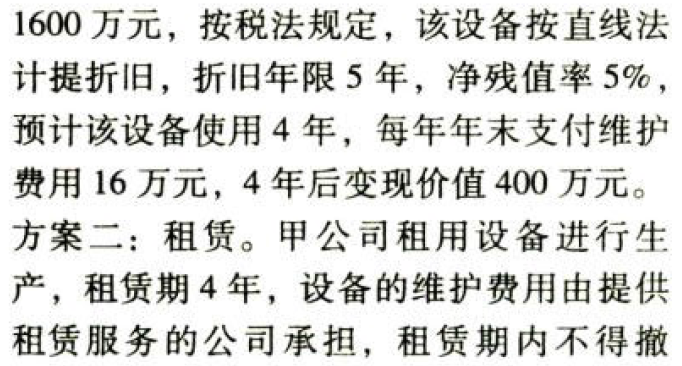 1600 万元，按税法规定，该设备按直线法
计提折旧，折旧年限 5 年，净残值率 5%，
预计该设备使用 4 年，每年年末支付维护
费用 16 万元，4 年后变现价值 400 万元。
方案二：租赁。甲公司租用设备进行生
产，租赁期 4 年，设备的维护费用由提供
租赁服务的公司承担，租赁期内不得撤